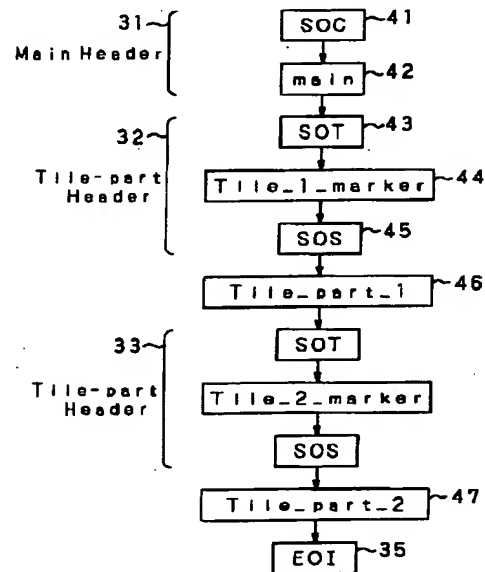 31
Main Header
SOC
41
main
42
32
Tile-part
Header
SOT
43
Tile_1_marker
44
SOS
45
Tile_part_1
46
33
Tile-part
Header
SOT
Tile_2_marker
SOS
Tile_part_2
47
EOI
35